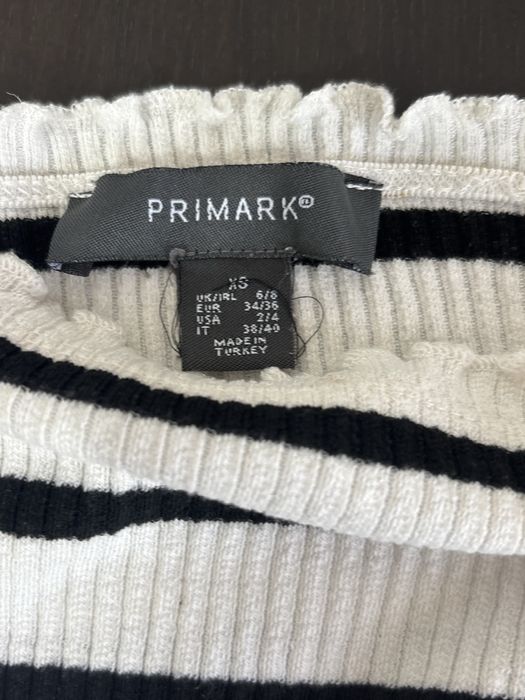 PRIMARK®
XS
UK/IRL 6/8
EUR 34/36
USA 2/4
IT 38/40
MADE IN
TURKEY